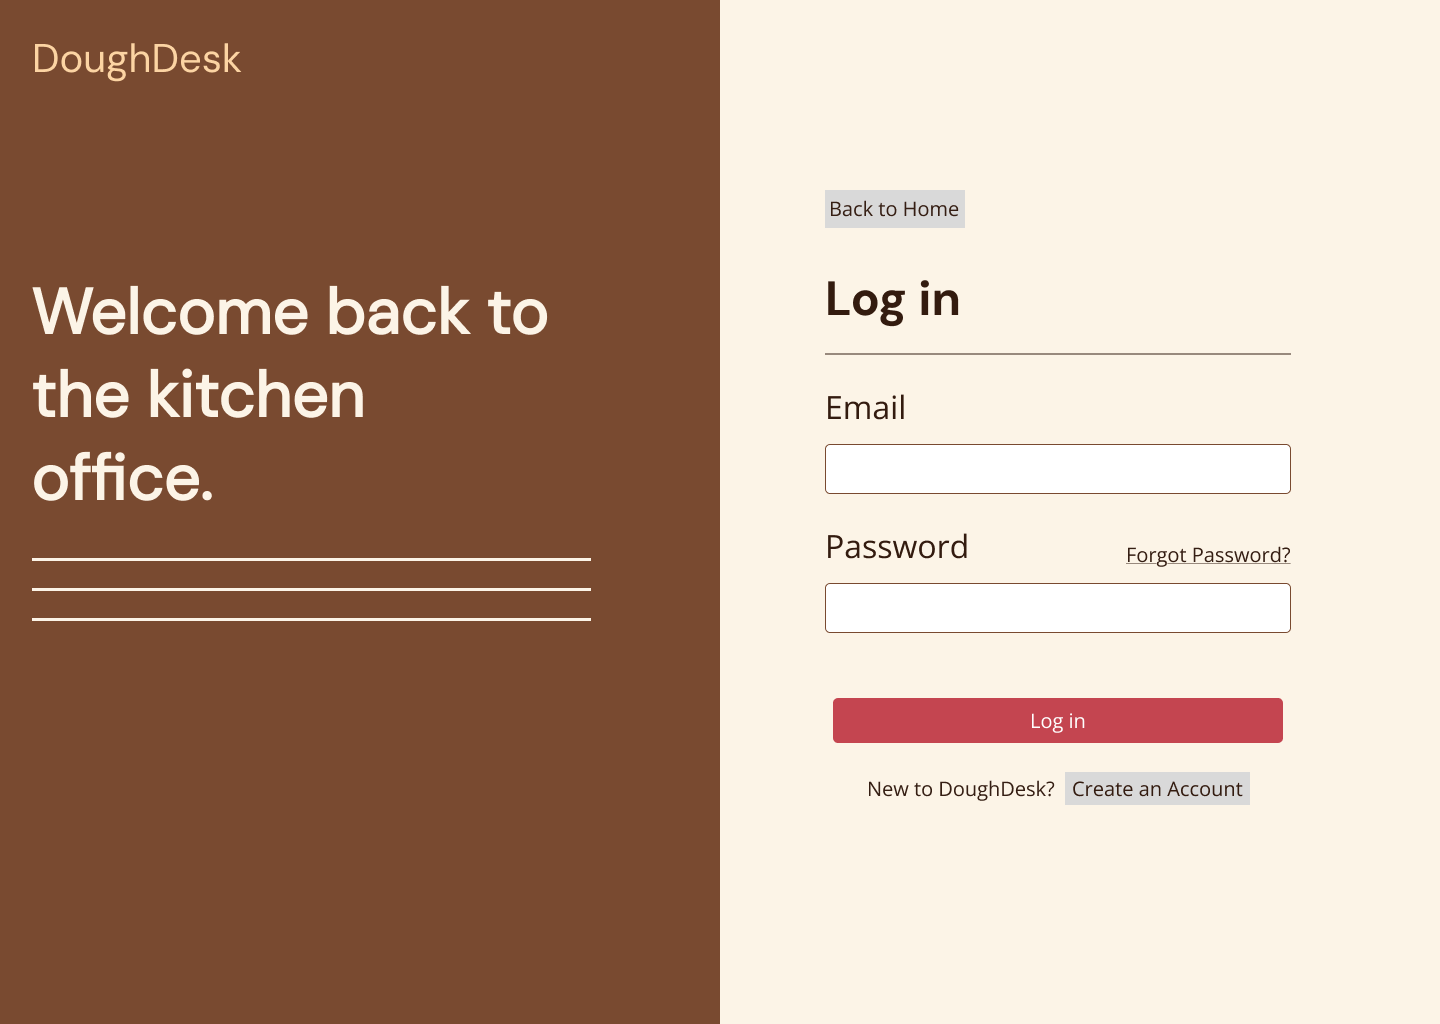 DoughDesk
Welcome back to
the kitchen
office.
Back to Home
Log in
Email
Password
Forgot Password?
Log in
New to DoughDesk? Create an Account